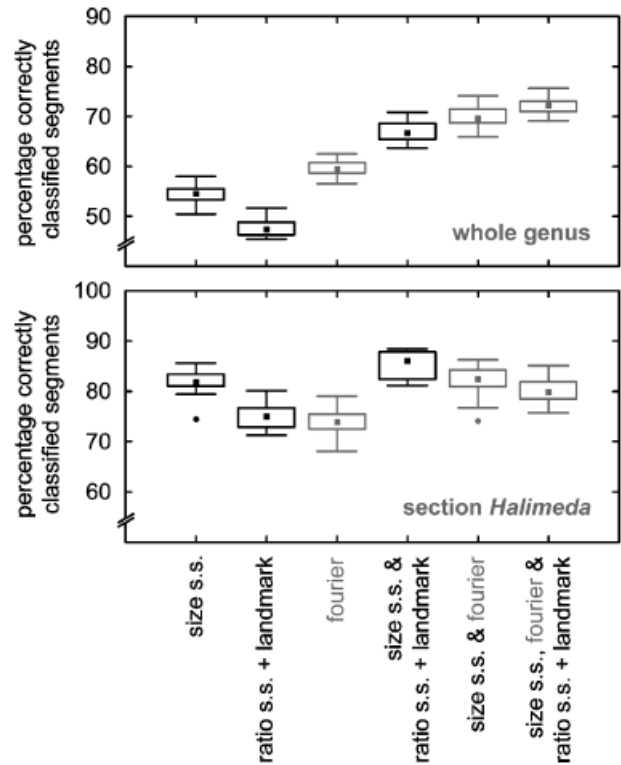 percentage correctly
classified segments
90
80
70
60
50
whole genus
percentage correctly
classified segments
100
90
80
70
60
section Halimeda
size s.s.
ratio s.s. + landmark
fourier
size s.s. &
ratio s.s. + landmark
size s.s. & fourier
size s.s., fourier &
ratio s.s. + landmark